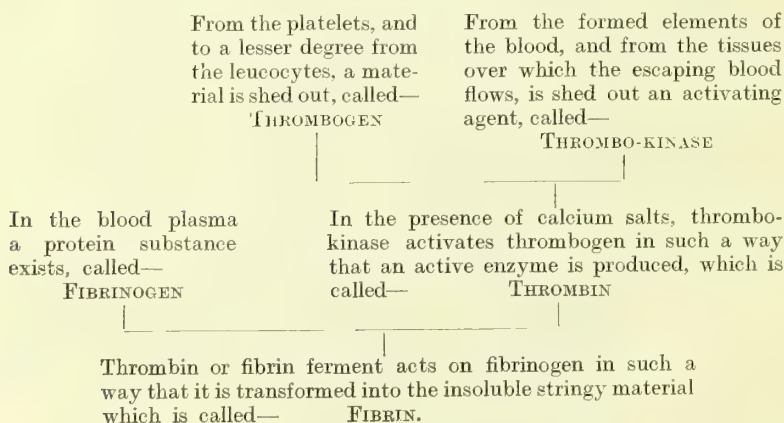 From the platelets, and
to a lesser degree from
the leucocytes, a mate-
rial is shed out, called—
THROMBOGEN
From the formed elements of
the blood, and from the tissues
over which the escaping blood
flows, is shed out an activating
agent, called—
THROMBO-KINASE
In the blood plasma
a protein substance
exists, called—
FIBRINOGEN
In the presence of calcium salts, thrombo-
kinase activates thrombogen in such a way
that an active enzyme is produced, which is
called— THROMBIN
Thrombin or fibrin ferment acts on fibrinogen in such a
way that it is transformed into the insoluble stringy material
which is called— FIBRIN.